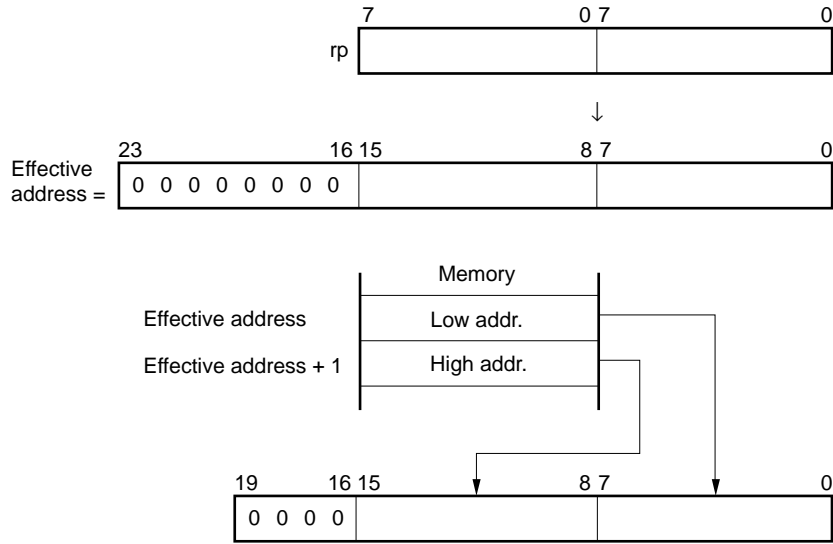 7 0 7 0
rp
↓
23 16 15 8 7 0
Effective
address =
0 0 0 0 0 0 0 0
Memory
Effective address Low addr.
Effective address + 1 High addr.
19 16 15 8 7 0
0 0 0 0